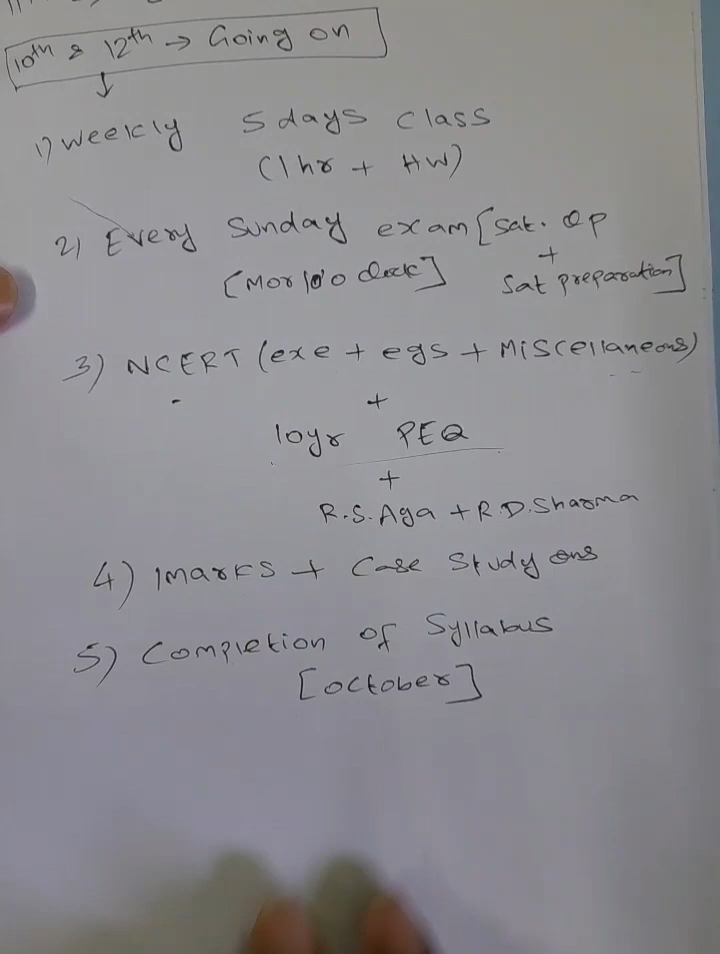 10th & 12th → Going on
↓
1) Weekly 5 days class
(1 hr + HW)
2) Every Sunday exam [Sat. QP
+
[Mor 10'o clock] Sat preparation]
3) NCERT (exe + egs + Miscellaneous)
+
10yr PEQ
+
R.S. Aga + R.D. Sharma
4) 1marks + Case Study qns
5) Completion of Syllabus
[October]